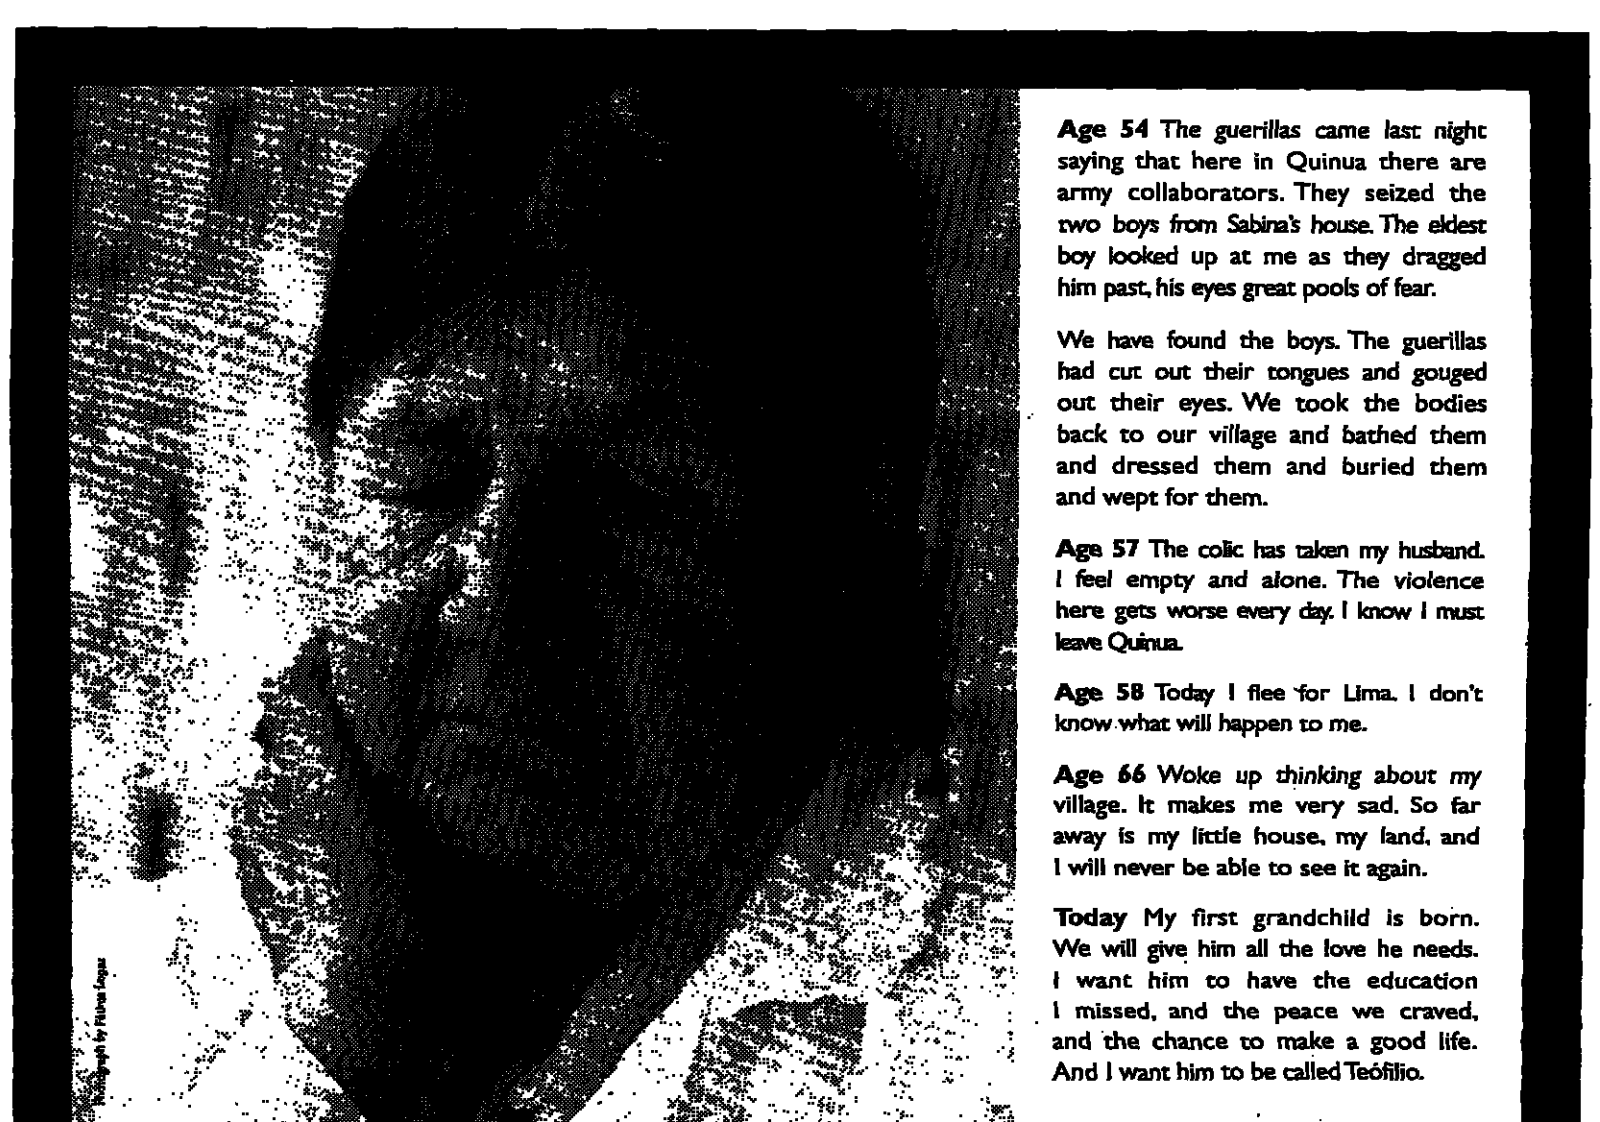 Age 54 The guerillas came last night
saying that here in Quinua there are
army collaborators. They seized the
two boys from Sabina's house. The eldest
boy looked up at me as they dragged
him past, his eyes great pools of fear.
We have found the boys. The guerillas
had cut out their tongues and gouged
out their eyes. We took the bodies
back to our village and bathed them
and dressed them and buried them
and wept for them.
Age 57 The colic has taken my husband.
I feel empty and alone. The violence
here gets worse every day. I know I must
leave Quinua.
Age 58 Today I flee for Lima. I don't
know what will happen to me.
Age 66 Woke up thinking about my
village. It makes me very sad. So far
away is my little house, my land, and
I will never be able to see it again.
Today My first grandchild is born.
We will give him all the love he needs.
I want him to have the education
I missed, and the peace we craved,
and the chance to make a good life.
And I want him to be called Teófilio.
Photograph by